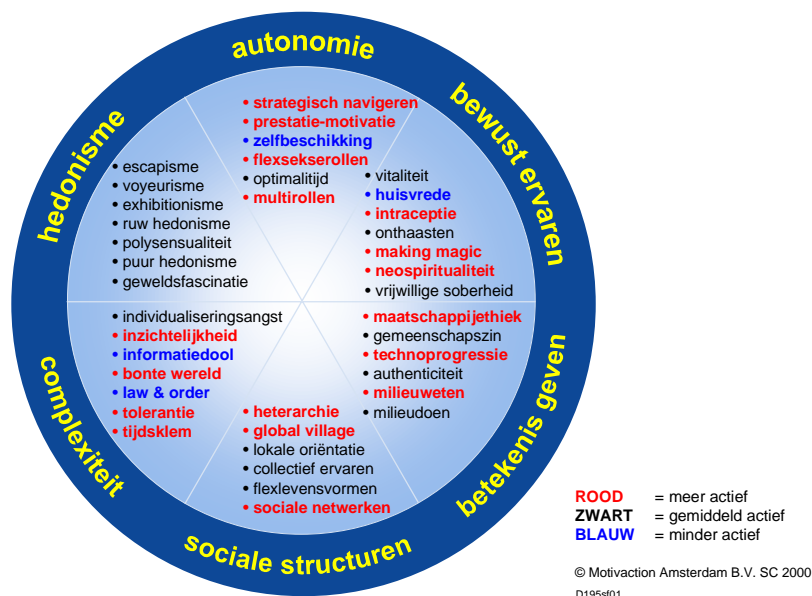 autonomie
bewust ervaren
betekenis geven
sociale structuren
complexiteit
hedonisme
• strategisch navigeren
• prestatie-motivatie
• zelfbeschikking
• flexsekserollen
• optimalitijd
• multirollen
• vitaliteit
• huisvrede
• intraceptie
• onthaasten
• making magic
• neospiritualiteit
• vrijwillige soberheid
• maatschappijethiek
• gemeenschapszin
• technoprogressie
• authenticiteit
• milieuweten
• milieudoen
• heterarchie
• global village
• lokale oriëntatie
• collectief ervaren
• flexlevensvormen
• sociale netwerken
• individualiseringsangst
• inzichtelijkheid
• informatiedool
• bonte wereld
• law & order
• tolerantie
• tijdsklem
• escapisme
• voyeurisme
• exhibitionisme
• ruw hedonisme
• polysensualiteit
• puur hedonisme
• geweldsfascinatie
ROOD = meer actief
ZWART = gemiddeld actief
BLAUW = minder actief
© Motivaction Amsterdam B.V. SC 2000
D195sf01